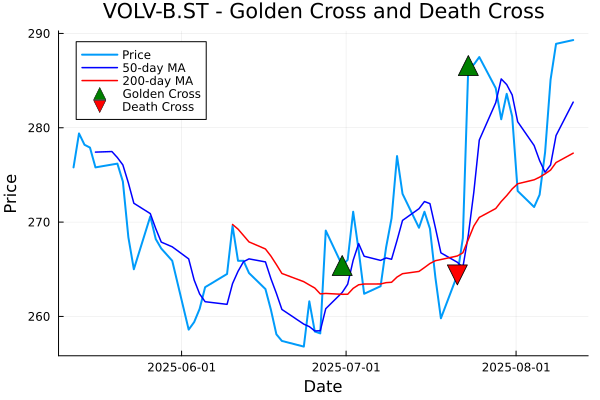 VOLV-B.ST - Golden Cross and Death Cross
290
280
270
260
Price
Price
50-day MA
200-day MA
Golden Cross
Death Cross
2025-06-01
2025-07-01
2025-08-01
Date